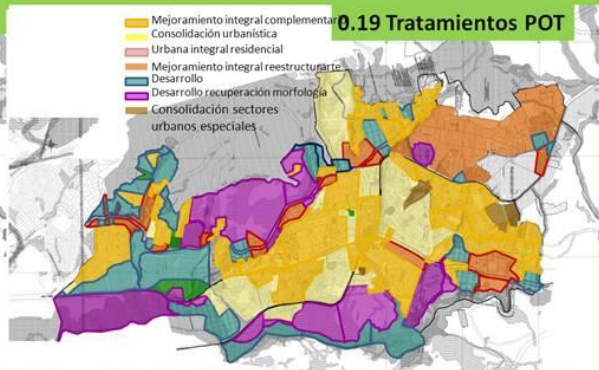 0.19 Tratamientos POT
Mejoramiento integral complementario
Consolidación urbanística
Urbana integral residencial
Mejoramiento integral reestructurante
Desarrollo
Desarrollo recuperación morfología
Consolidación sectores
urbanos especiales